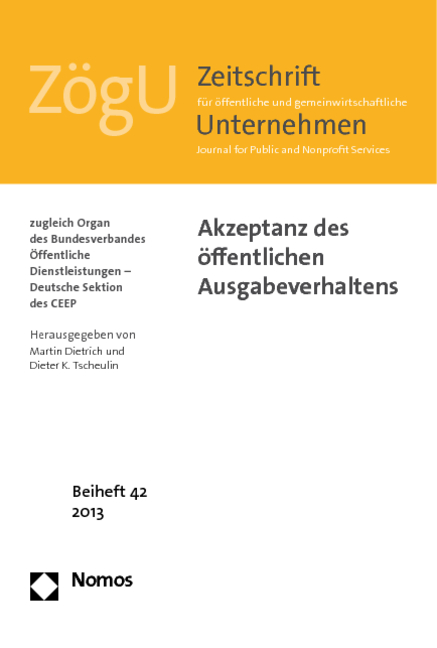 ZögU
Zeitschrift
für öffentliche und gemeinwirtschaftliche
Unternehmen
Journal for Public and Nonprofit Services
zugleich Organ
des Bundesverbandes
Öffentliche
Dienstleistungen –
Deutsche Sektion
des CEEP
Herausgegeben von
Martin Dietrich und
Dieter K. Tscheulin
Akzeptanz des
öffentlichen
Ausgabeverhaltens
Beiheft 42
2013
Nomos